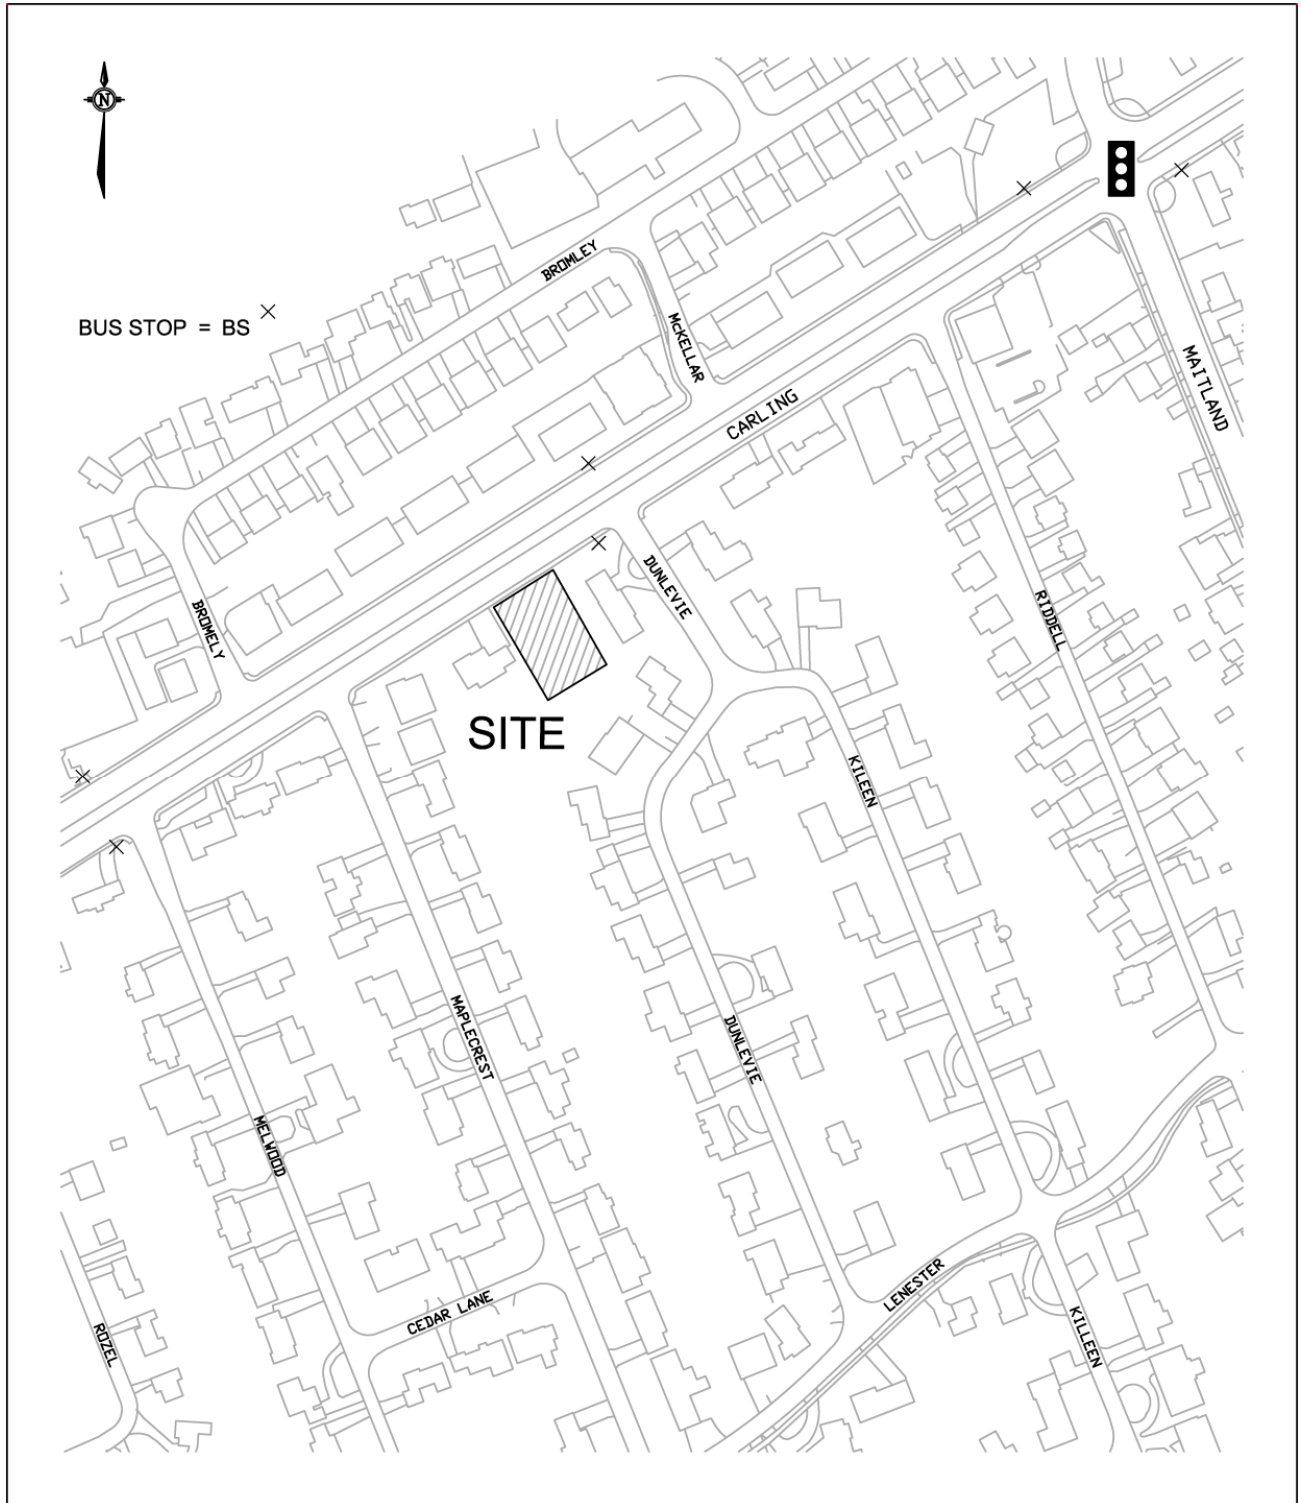 N
BROMLEY
BUS STOP = BS
McKELLAR
MAITLAND
CARLING
DUNLEVIE
RIDDELL
BROMELY
SITE
KILEEN
MAPLECREST
DUNLEVIE
MELWOOD
LENESTER
CEDAR LANE
ROZEL
KILLEEN